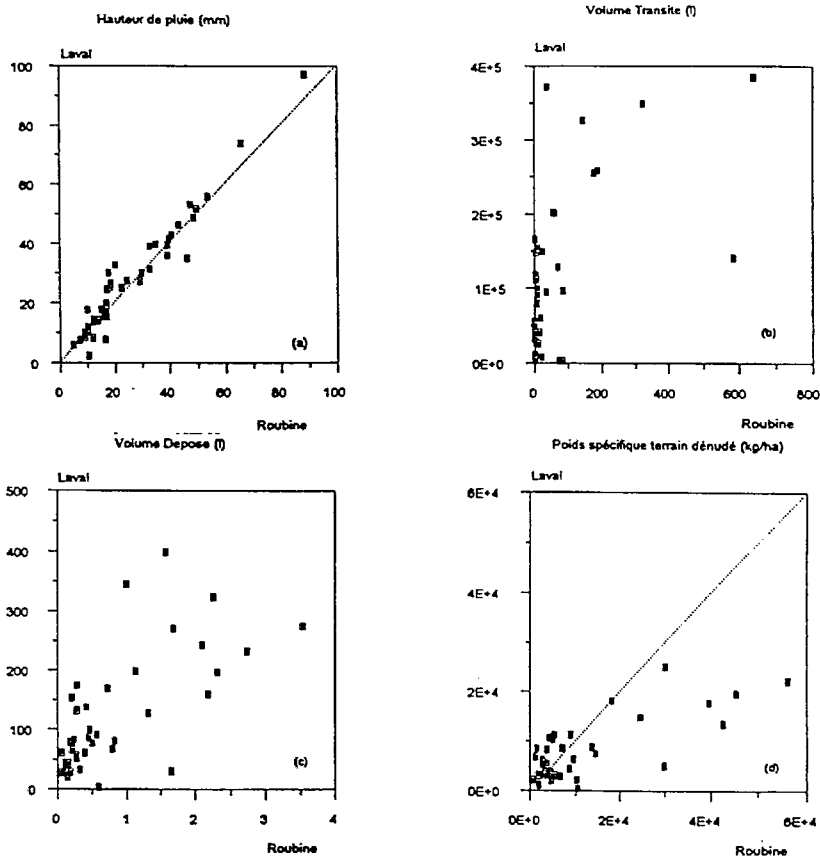 Hauteur de pluie (mm)
Laval
100
80
60
40
20
0
0
20
40
60
80
100
(a)
Roubine
Volume Transite (l)
Laval
4E+5
3E+5
2E+5
1E+5
0E+0
0
200
400
600
800
(b)
Roubine
Volume Depose (l)
Laval
500
400
300
200
100
0
0
1
2
3
4
(c)
Roubine
Poids spécifique terrain dénudé (kg/ha)
Laval
6E+4
4E+4
2E+4
0E+0
0E+0
2E+4
4E+4
6E+4
(d)
Roubine